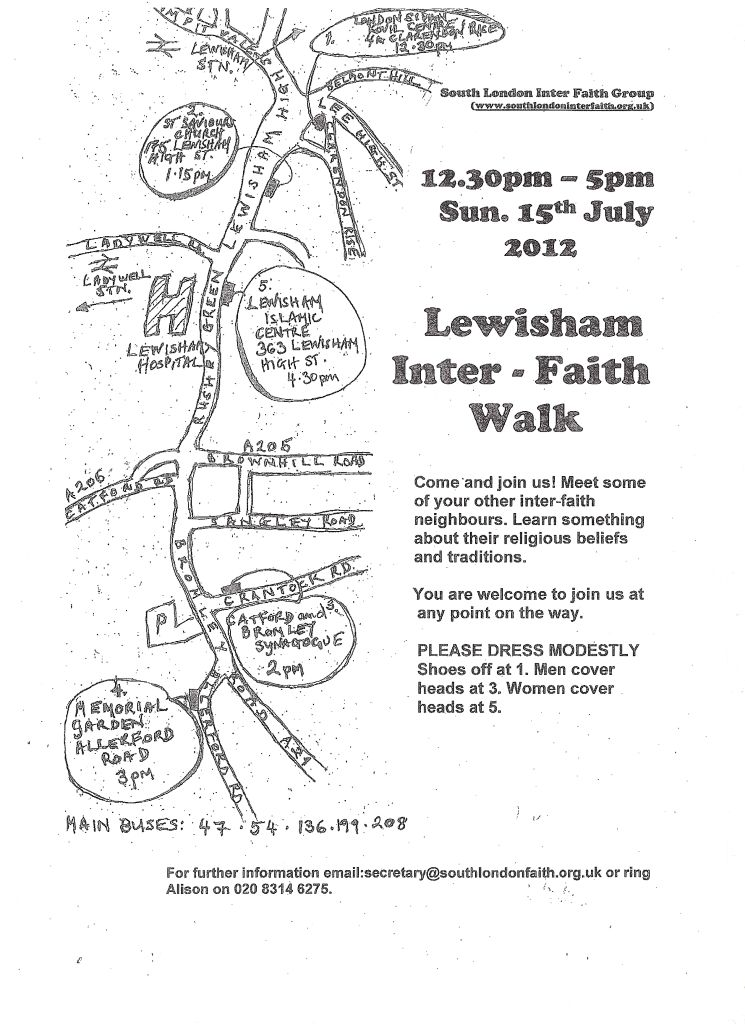 LONDON SIVAN
KOVIL CENTRE
4A CLARENDON RISE
12.30pm
1.
LEWISHAM
STN.
BELMONT HILL
South London Inter Faith Group
(www.southlondoninterfaith.org.uk)
LEE HIGH ST
CLARENDON RISE
LEWISHAM HIGH
2.
ST SAVIOURS
CHURCH
175 LEWISHAM
HIGH ST.
1.15pm
12.30pm – 5pm
Sun. 15th July
2012
LADYWELL RD
LADYWELL
STN.
H
LEWISHAM
HOSPITAL
RUSHEY GREEN
5.
LEWISHAM
ISLAMIC
CENTRE
363 LEWISHAM
HIGH ST.
4.30pm
Lewisham
Inter - Faith
Walk
A205
BROWNHILL ROAD
A206
CATFORD RD
SANGLEY ROAD
Come and join us! Meet some
of your other inter-faith
neighbours. Learn something
about their religious beliefs
and traditions.
You are welcome to join us at
any point on the way.
PLEASE DRESS MODESTLY
Shoes off at 1. Men cover
heads at 3. Women cover
heads at 5.
GRANTOCK RD.
P
3.
CATFORD and
BROMLEY
SYNAGOGUE
2pm
BROMLEY ROAD A21
4.
MEMORIAL
GARDEN
ALLERFORD
ROAD
3pm
ALLERFORD RD
MAIN BUSES: 47 . 54 . 136 . 199 . 208
For further information email:secretary@southlondonfaith.org.uk or ring
Alison on 020 8314 6275.